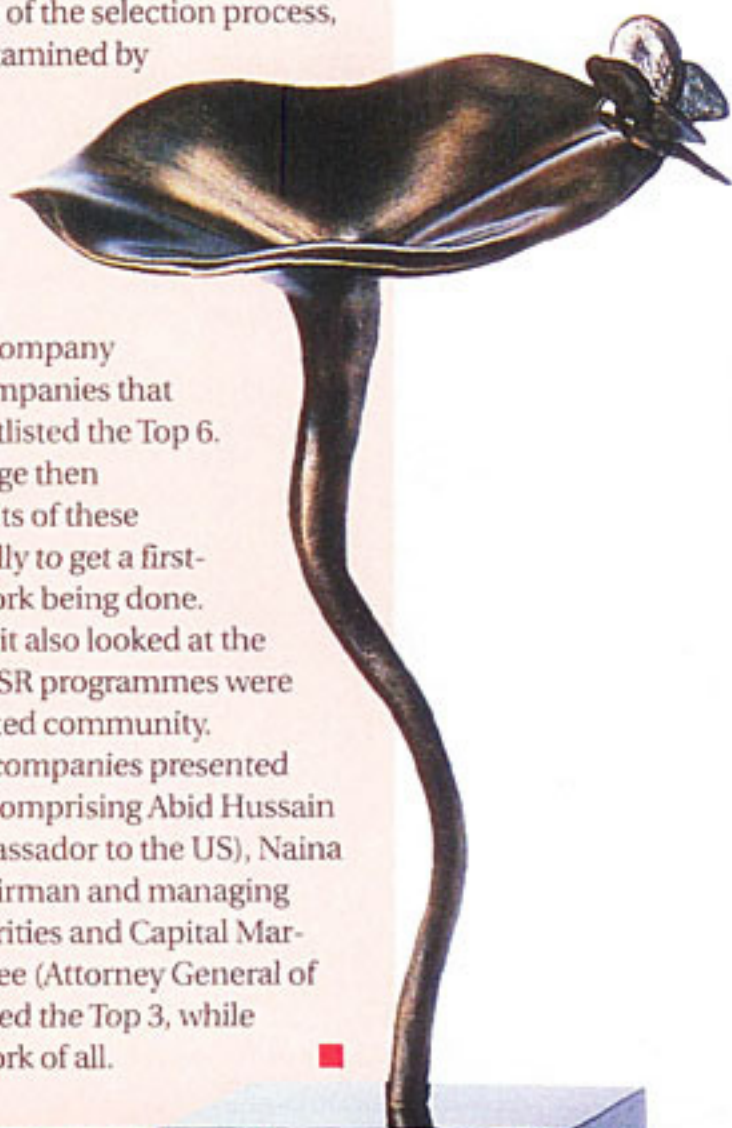 of the selection process,
amined by
ompany
mpanies that
tlisted the Top 6.
ge then
ts of these
lly to get a first-
ork being done.
it also looked at the
SR programmes were
ted community.
companies presented
omprising Abid Hussain
assador to the US), Naina
irman and managing
rities and Capital Mar-
ee (Attorney General of
ed the Top 3, while
ork of all.